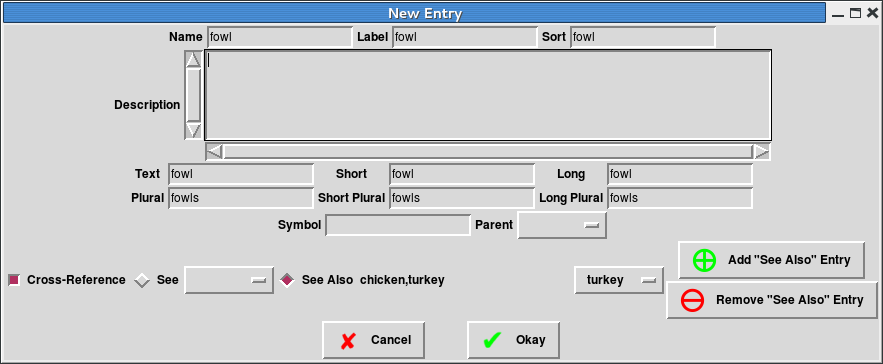 New Entry
Name fowl Label fowl Sort fowl
Description
Text fowl Short fowl Long fowl
Plural fowls Short Plural fowls Long Plural fowls
Symbol Parent
Add "See Also" Entry
Cross-Reference See See Also chicken,turkey turkey
Remove "See Also" Entry
Cancel Okay